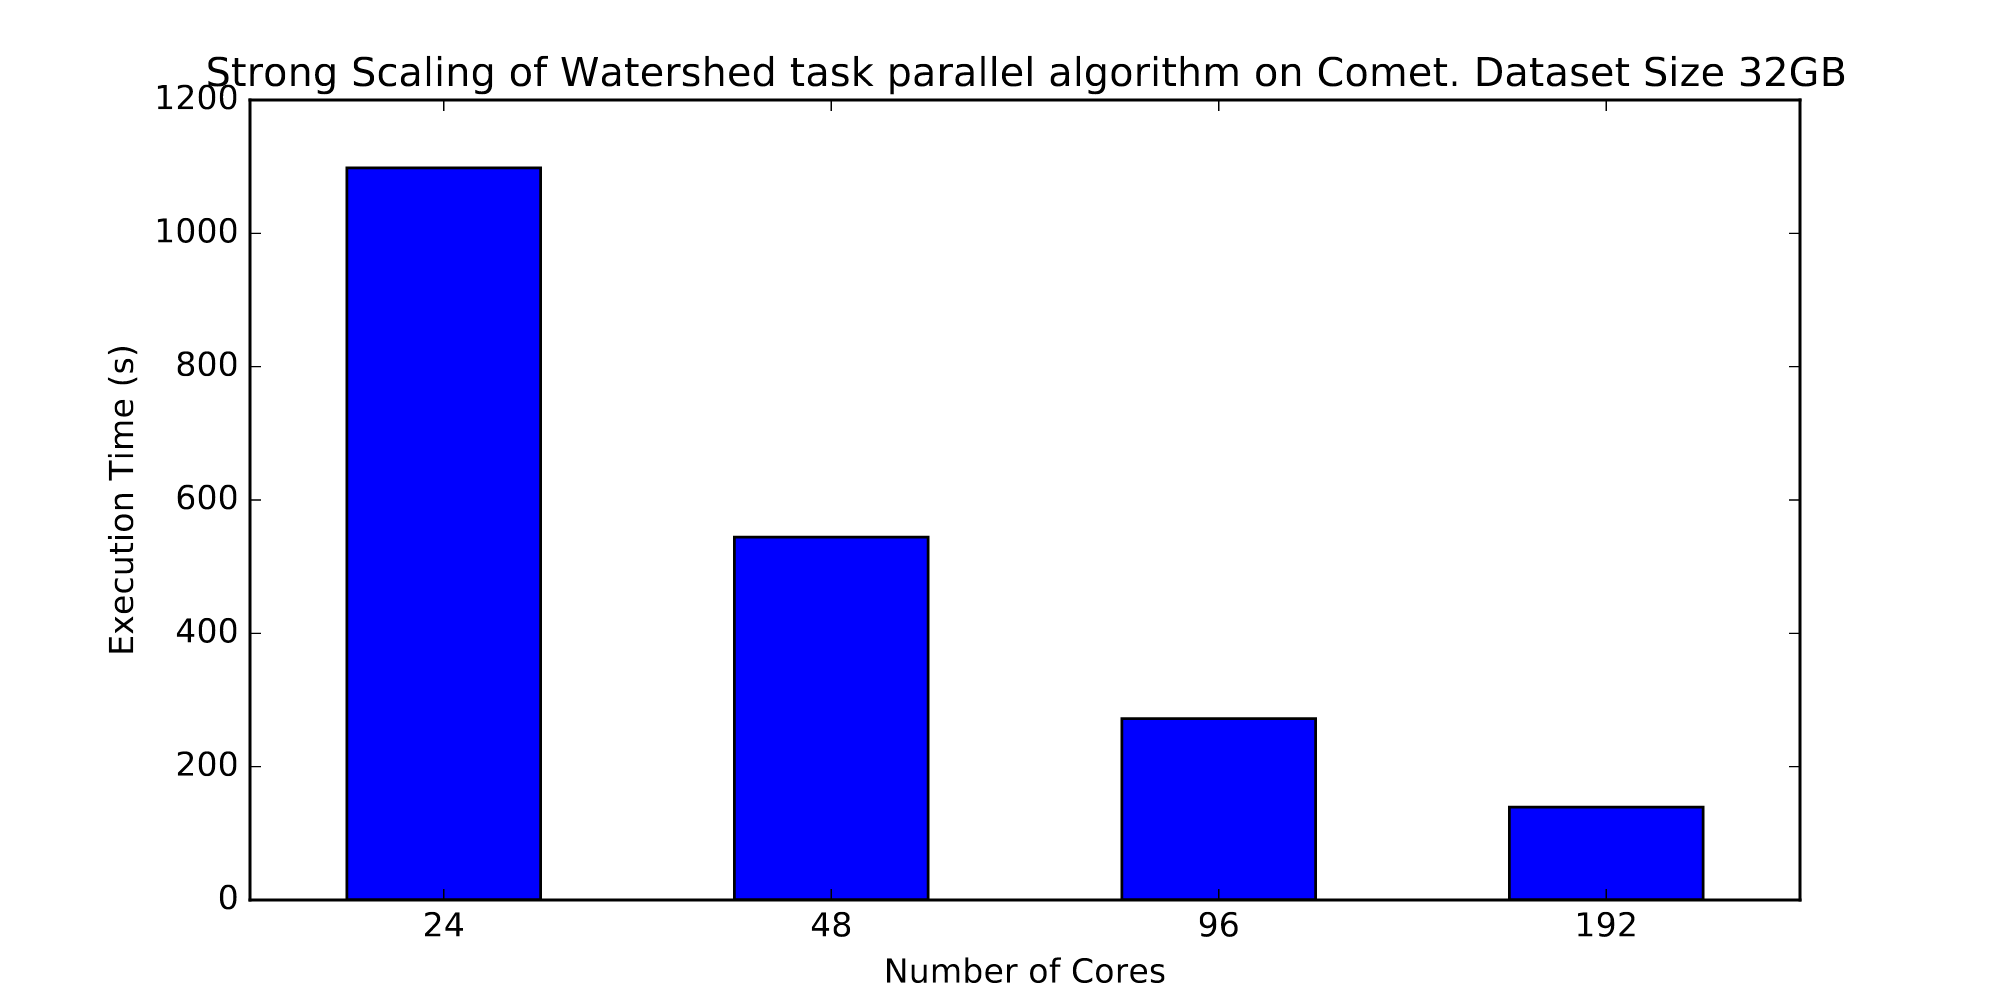 Strong Scaling of Watershed task parallel algorithm on Comet. Dataset Size 32GB
1200
1000
800
600
400
200
0
Execution Time (s)
24 48 96 192
Number of Cores